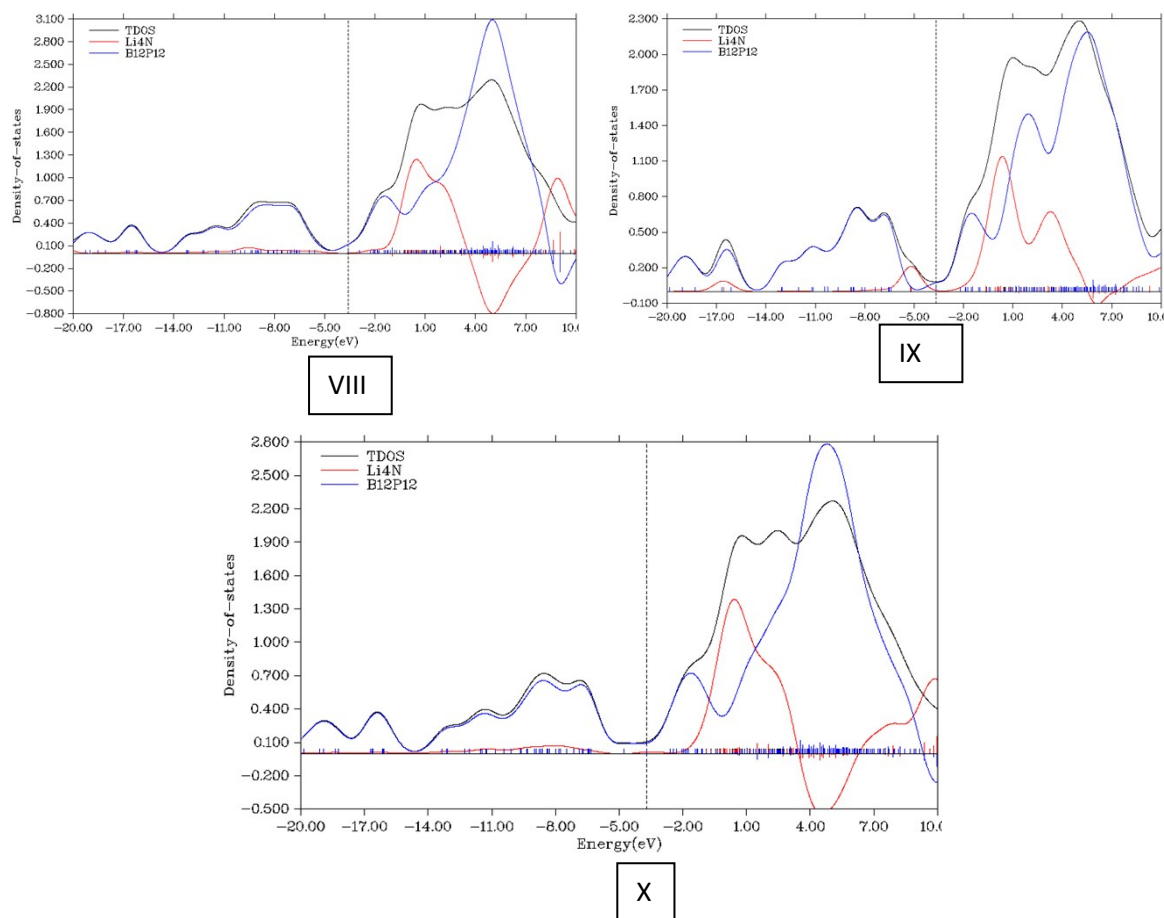 3.100
2.800
2.500
2.200
1.900
1.600
1.300
1.000
0.700
0.400
0.100
−0.200
−0.500
−0.800
Density-of-states
TDOS
Li4N
B12P12
−20.00 −17.00 −14.00 −11.00 −8.00 −5.00 −2.00 1.00 4.00 7.00 10.0
Energy(eV)
VIII
2.300
2.000
1.700
1.400
1.100
0.800
0.500
0.200
−0.100
Density-of-states
TDOS
Li4N
B12P12
−20.00 −17.00 −14.00 −11.00 −8.00 −5.00 −2.00 1.00 4.00 7.00 10.0
IX
2.800
2.500
2.200
1.900
1.600
1.300
1.000
0.700
0.400
0.100
−0.200
−0.500
Density-of-states
TDOS
Li4N
B12P12
−20.00 −17.00 −14.00 −11.00 −8.00 −5.00 −2.00 1.00 4.00 7.00 10.0
Energy(eV)
X